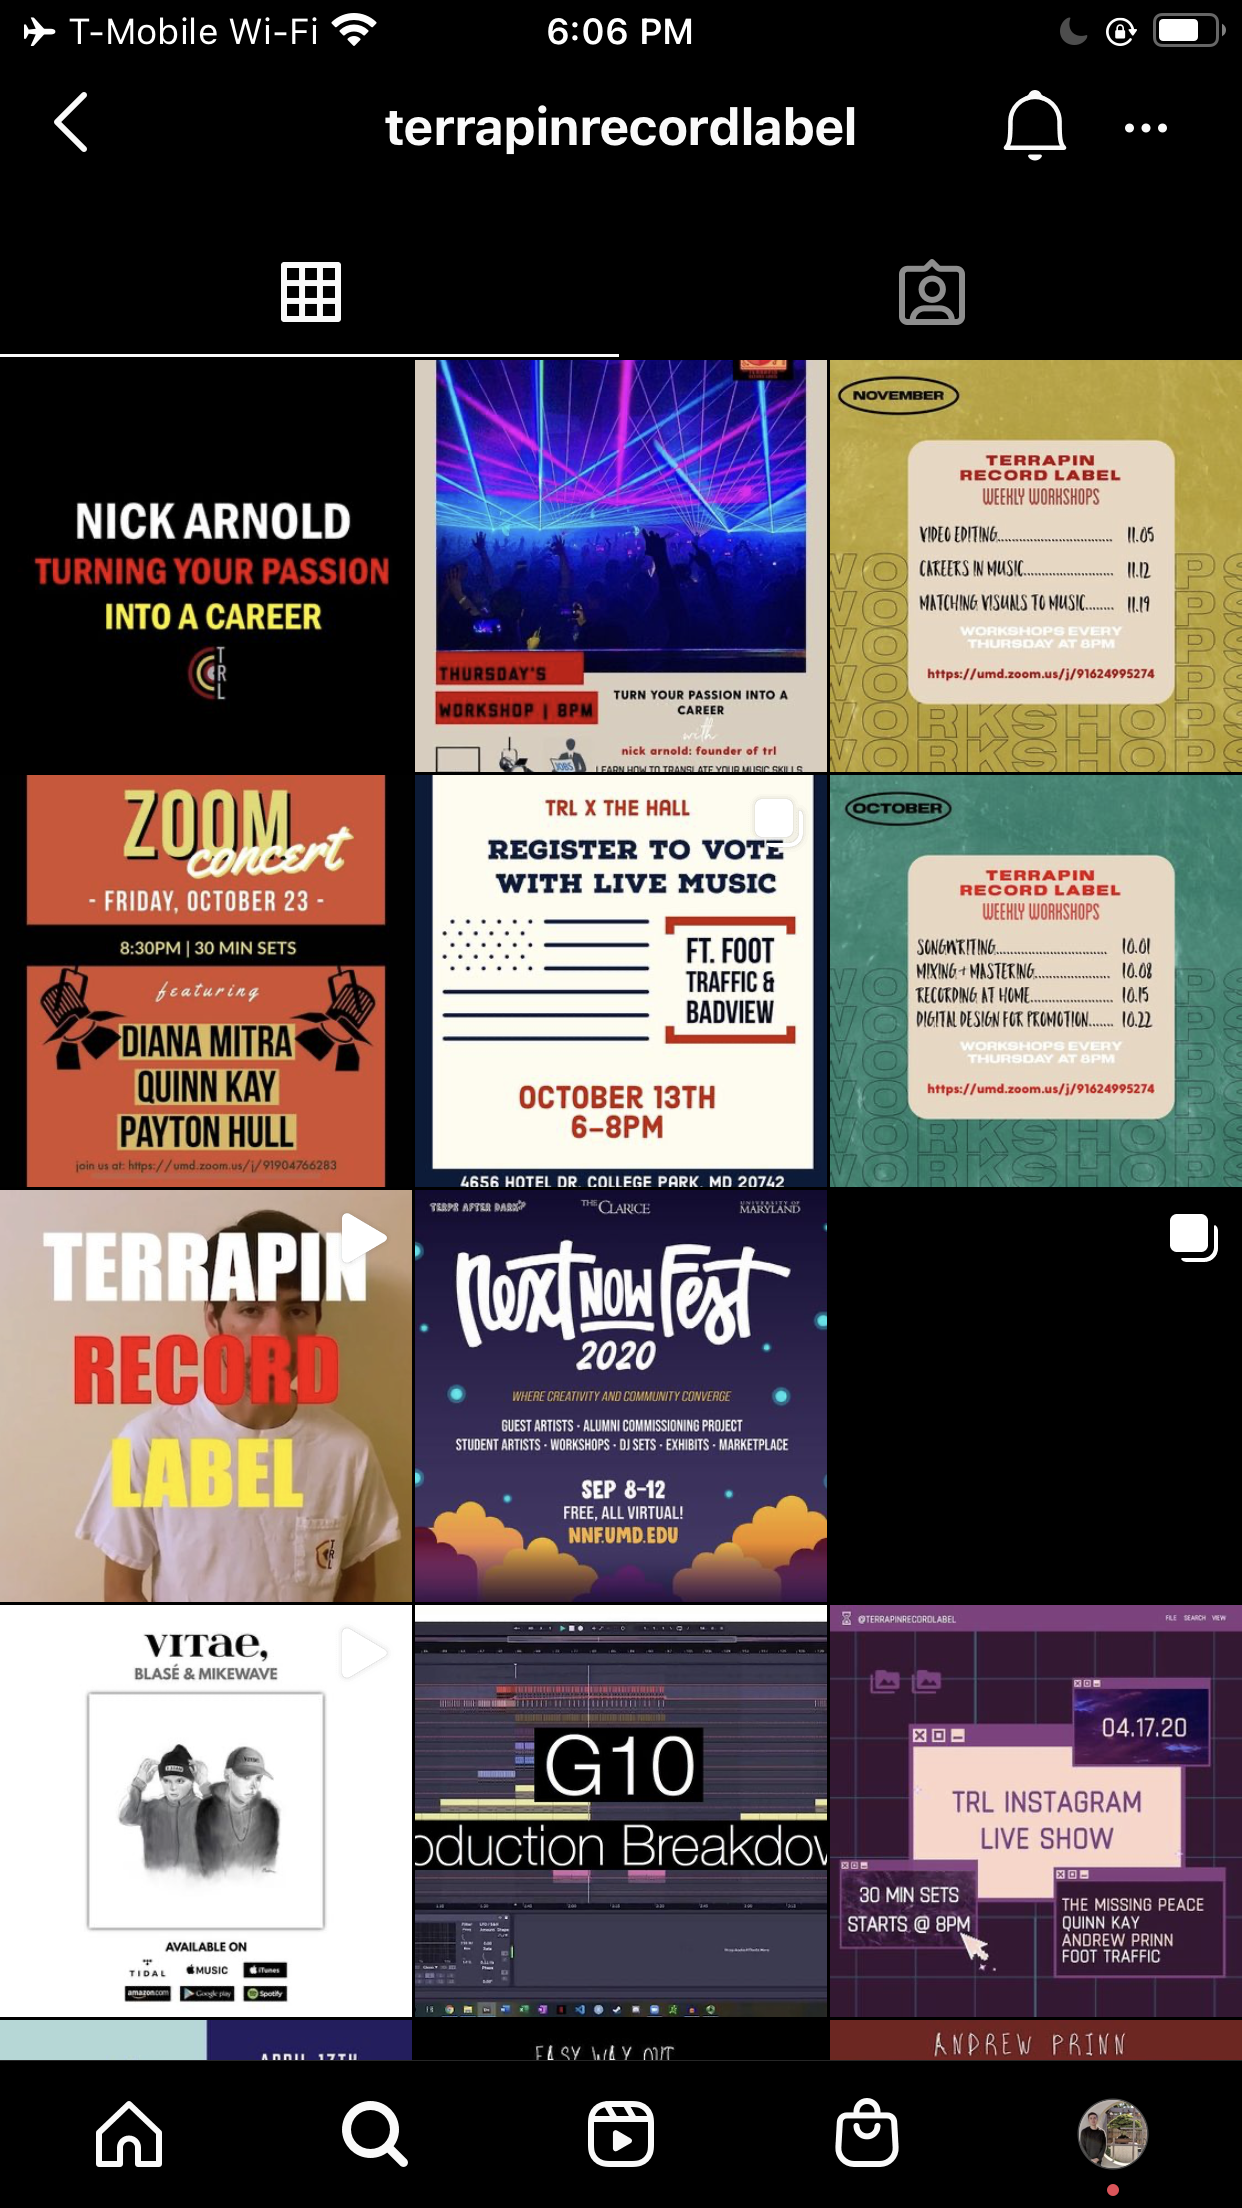 T-Mobile Wi-Fi
6:06 PM
terrapinrecordlabel
NICK ARNOLD
TURNING YOUR PASSION
INTO A CAREER
TRL
THURSDAY'S
WORKSHOP | 8PM
TURN YOUR PASSION INTO A
CAREER
with
nick arnold: founder of trl
JOBS
LEARN HOW TO TRANSLATE YOUR MUSIC SKILLS
NOVEMBER
TERRAPIN
RECORD LABEL
WEEKLY WORKSHOPS
VIDEO EDITING................................ 11.05
CAREERS IN MUSIC......................... 11.12
MATCHING VISUALS TO MUSIC........ 11.19
WORKSHOPS EVERY
THURSDAY AT 8PM
https://umd.zoom.us/j/91624995274
WORKSHOPS
ZOOM
concert
- FRIDAY, OCTOBER 23 -
8:30PM | 30 MIN SETS
featuring
DIANA MITRA
QUINN KAY
PAYTON HULL
join us at: https://umd.zoom.us/j/91904766283
TRL X THE HALL
REGISTER TO VOTE
WITH LIVE MUSIC
FT. FOOT
TRAFFIC &
BADVIEW
OCTOBER 13TH
6-8PM
4656 HOTEL DR. COLLEGE PARK, MD 20742
OCTOBER
TERRAPIN
RECORD LABEL
WEEKLY WORKSHOPS
SONGWRITING............................... 10.01
MIXING + MASTERING.................... 10.08
RECORDING AT HOME..................... 10.15
DIGITAL DESIGN FOR PROMOTION....... 10.22
WORKSHOPS EVERY
THURSDAY AT 8PM
https://umd.zoom.us/j/91624995274
WORKSHOPS
TERRAPIN
RECORD
LABEL
TRL
TERPS AFTER DARK
THE CLARICE
UNIVERSITY OF
MARYLAND
Next NOW Fest
2020
WHERE CREATIVITY AND COMMUNITY CONVERGE
GUEST ARTISTS · ALUMNI COMMISSIONING PROJECT
STUDENT ARTISTS · WORKSHOPS · DJ SETS · EXHIBITS · MARKETPLACE
SEP 8-12
FREE, ALL VIRTUAL!
NNF.UMD.EDU
VITAE,
BLASÉ & MIKEWAVE
AVAILABLE ON
TIDAL
MUSIC
iTunes
amazon.com
Google play
Spotify
G10
oduction Breakdow
@TERRAPINRECORDLABEL
FILE SEARCH VIEW
04.17.20
TRL INSTAGRAM
LIVE SHOW
30 MIN SETS
STARTS @ 8PM
THE MISSING PEACE
QUINN KAY
ANDREW PRINN
FOOT TRAFFIC
APRIL 17TH
EASY WAY OUT
ANDREW PRINN